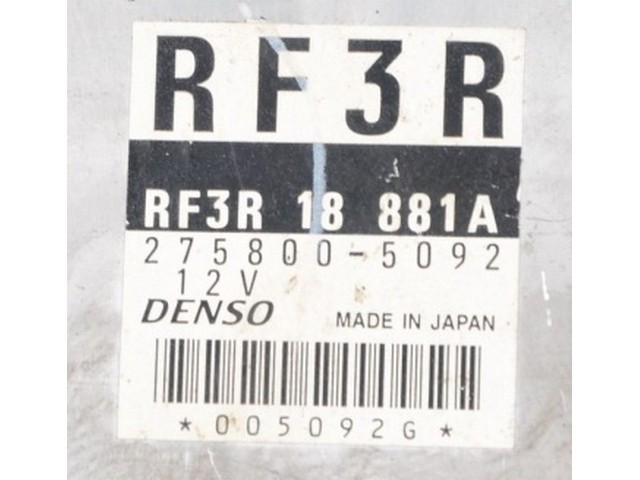 RF3R
RF3R 18 881A
275800-5092
12V
DENSO MADE IN JAPAN
*005092G*